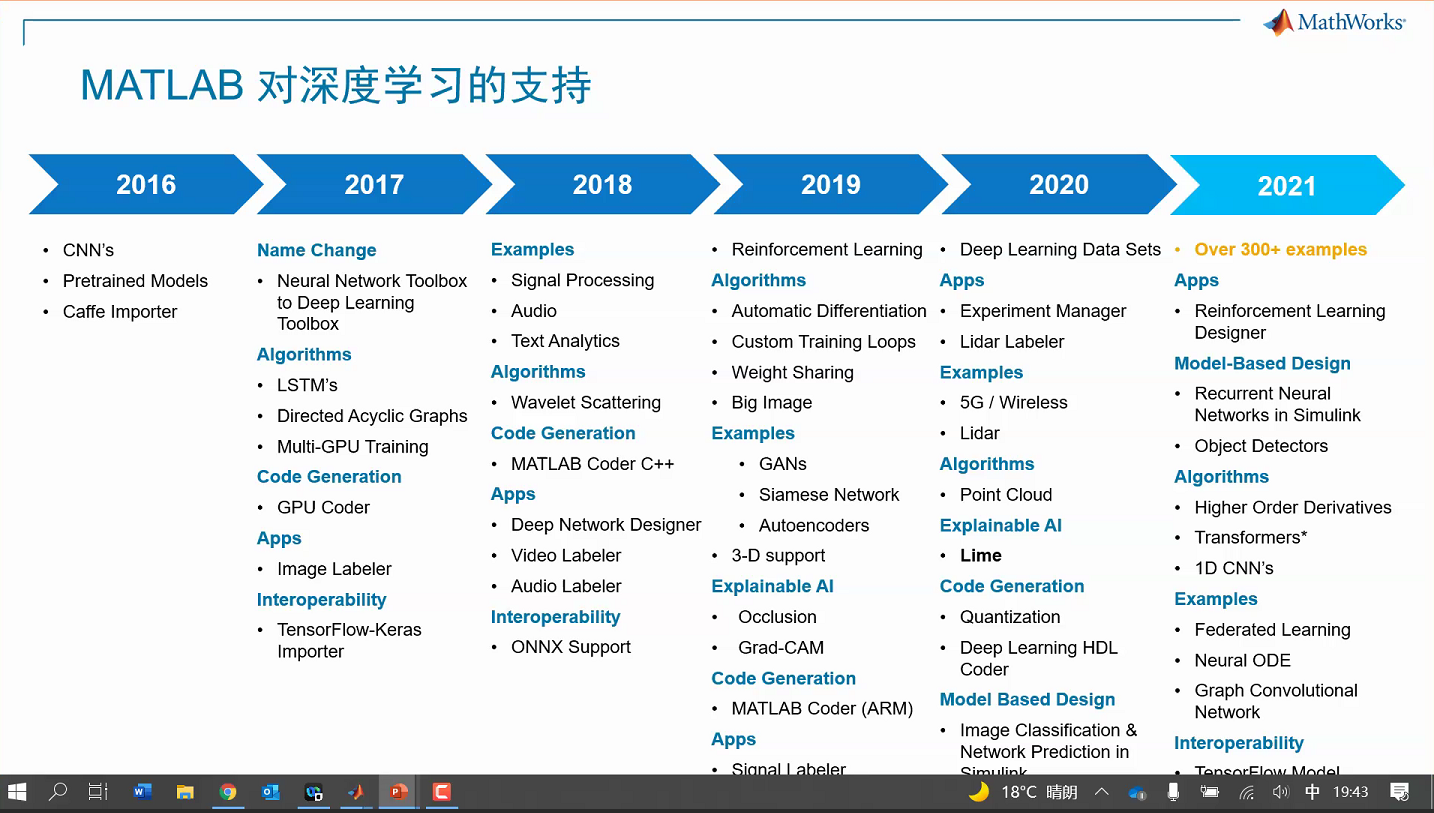 MathWorks®
MATLAB 对深度学习的支持
2016
2017
2018
2019
2020
2021
• CNN’s
• Pretrained Models
• Caffe Importer
Name Change
• Neural Network Toolbox
to Deep Learning
Toolbox
Algorithms
• LSTM’s
• Directed Acyclic Graphs
• Multi-GPU Training
Code Generation
• GPU Coder
Apps
• Image Labeler
Interoperability
• TensorFlow-Keras
Importer
Examples
• Signal Processing
• Audio
• Text Analytics
Algorithms
• Wavelet Scattering
Code Generation
• MATLAB Coder C++
Apps
• Deep Network Designer
• Video Labeler
• Audio Labeler
Interoperability
• ONNX Support
• Reinforcement Learning
Algorithms
• Automatic Differentiation
• Custom Training Loops
• Weight Sharing
• Big Image
Examples
• GANs
• Siamese Network
• Autoencoders
• 3-D support
Explainable AI
• Occlusion
• Grad-CAM
Code Generation
• MATLAB Coder (ARM)
Apps
• Signal Labeler
• Deep Learning Data Sets
Apps
• Experiment Manager
• Lidar Labeler
Examples
• 5G / Wireless
• Lidar
Algorithms
• Point Cloud
Explainable AI
• Lime
Code Generation
• Quantization
• Deep Learning HDL
Coder
Model Based Design
• Image Classification &
Network Prediction in
Simulink
• Over 300+ examples
Apps
• Reinforcement Learning
Designer
Model-Based Design
• Recurrent Neural
Networks in Simulink
• Object Detectors
Algorithms
• Higher Order Derivatives
• Transformers*
• 1D CNN’s
Examples
• Federated Learning
• Neural ODE
• Graph Convolutional
Network
Interoperability
• TensorFlow Model
18°C 晴朗
中
19:43